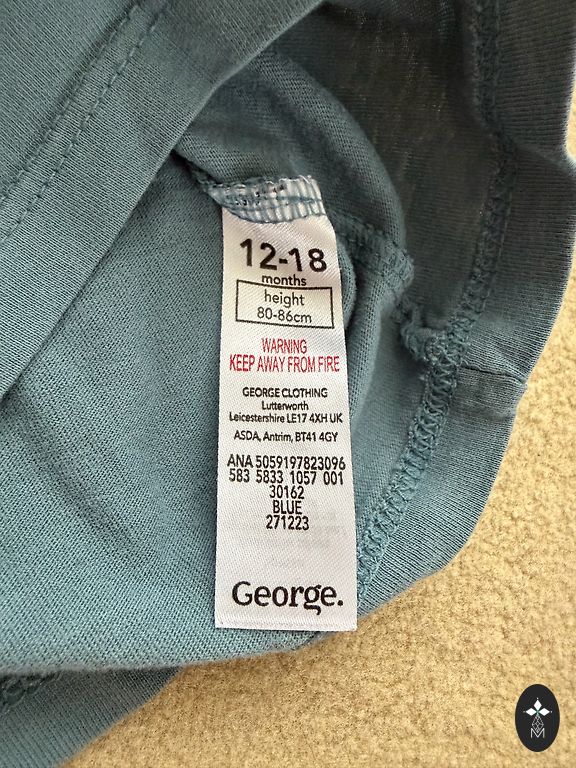 12-18
months
height
80-86cm
WARNING
KEEP AWAY FROM FIRE
GEORGE CLOTHING
Lutterworth
Leicestershire LE17 4XH UK
ASDA, Antrim, BT41 4GY
ANA 5059197823096
583 5833 1057 001
30162
BLUE
271223
George.
M